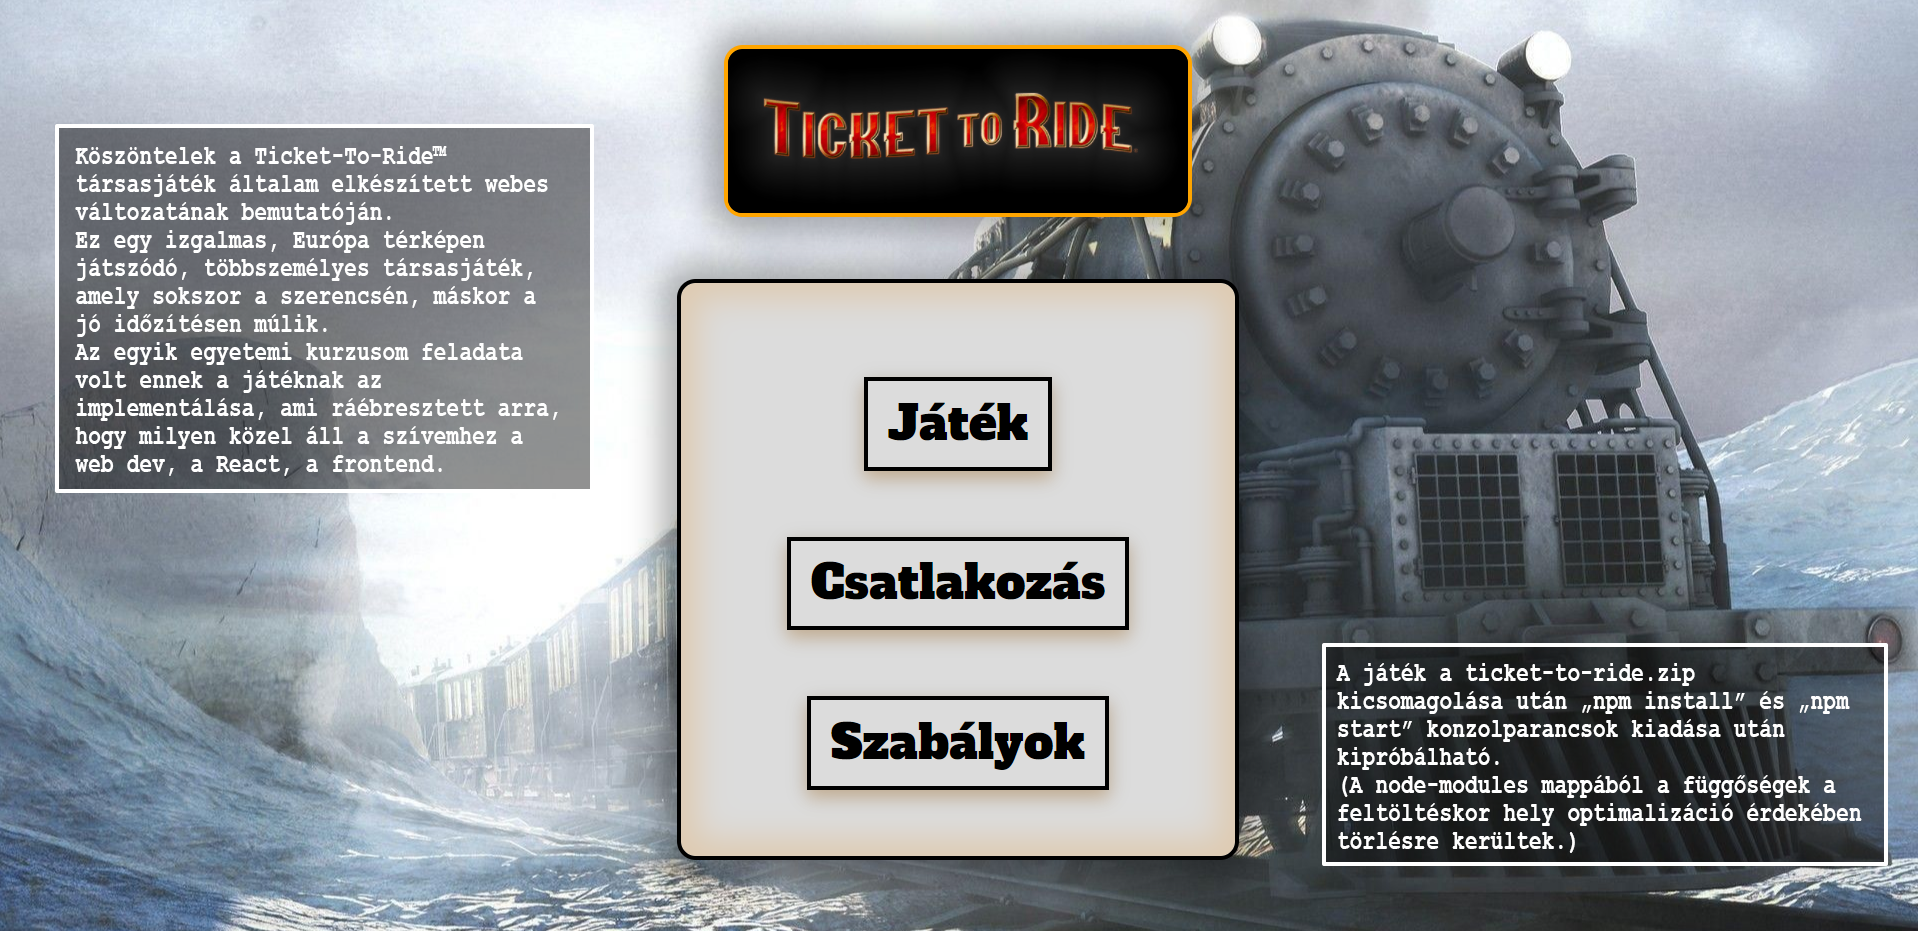 TICKET TO RIDE
Köszöntelek a Ticket-To-Ride™
társasjáték általam elkészített webes
változatának bemutatóján.
Ez egy izgalmas, Európa térképen
játszódó, többszemélyes társasjáték,
amely sokszor a szerencsén, máskor a
jó időzítésen múlik.
Az egyik egyetemi kurzusom feladata
volt ennek a játéknak az
implementálása, ami ráébresztett arra,
hogy milyen közel áll a szívemhez a
web dev, a React, a frontend.
Játék
Csatlakozás
Szabályok
A játék a ticket-to-ride.zip
kicsomagolása után „npm install” és „npm
start” konzolparancsok kiadása után
kipróbálható.
(A node-modules mappából a függőségek a
feltöltéskor hely optimalizáció érdekében
törlésre kerültek.)